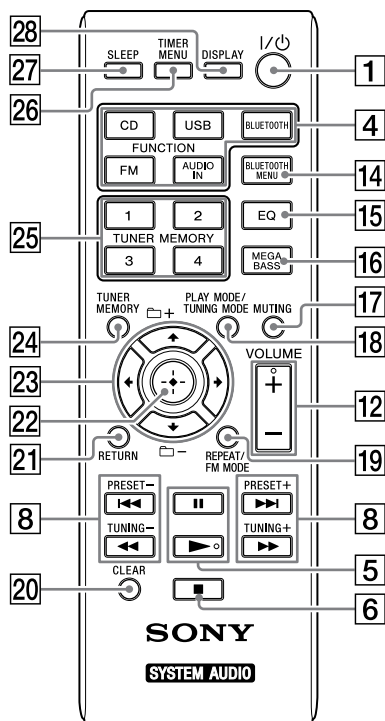 28
SLEEP
TIMER
MENU
DISPLAY
I/
1
27
26
CD
USB
BLUETOOTH
4
FUNCTION
FM
AUDIO
IN
BLUETOOTH
MENU
14
1
2
EQ
15
25
TUNER MEMORY
3
4
MEGA
BASS
16
TUNER
MEMORY
+
PLAY MODE/
TUNING MODE
MUTING
17
24
18
VOLUME
23
+
12
22
−
21
RETURN
−
REPEAT/
FM MODE
19
PRESET−
PRESET+
8
8
TUNING−
TUNING+
5
CLEAR
20
6
SONY
SYSTEM AUDIO